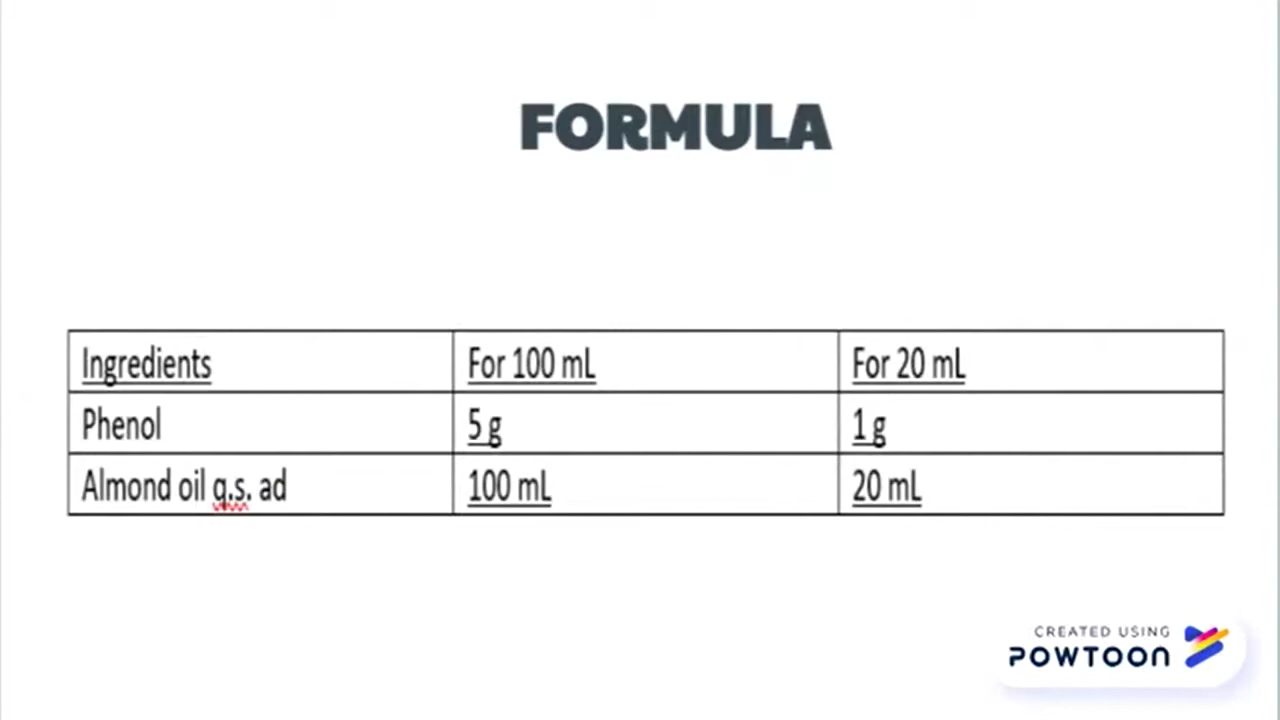 FORMULA
Ingredients For 100 mL For 20 mL
Phenol 5 g 1 g
Almond oil q.s. ad 100 mL 20 mL
CREATED USING
POWTOON